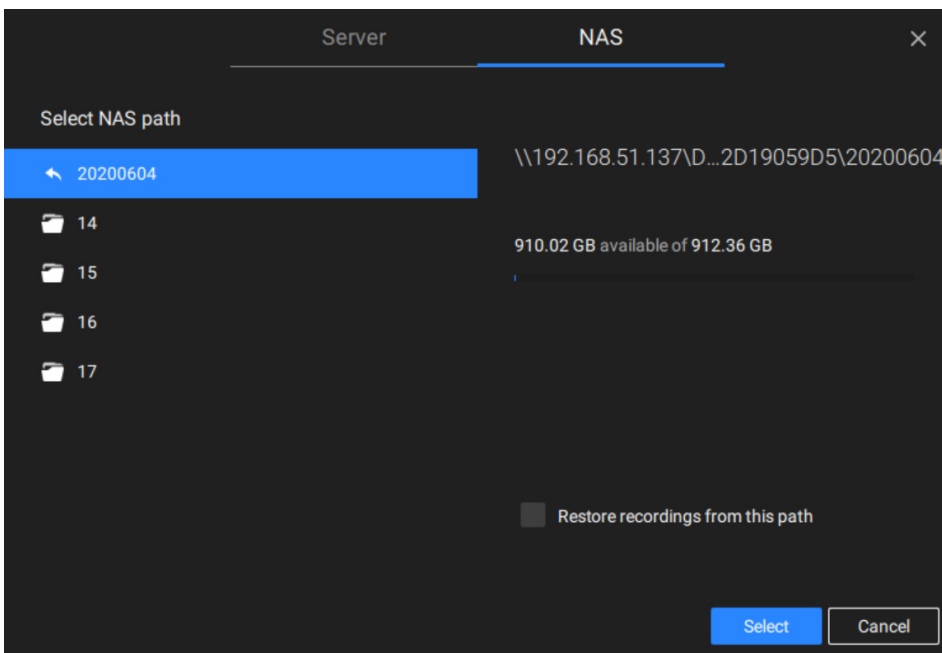 Server
NAS
Select NAS path
20200604
14
15
16
17
\\192.168.51.137\D...2D19059D5\20200604
910.02 GB available of 912.36 GB
Restore recordings from this path
Select
Cancel